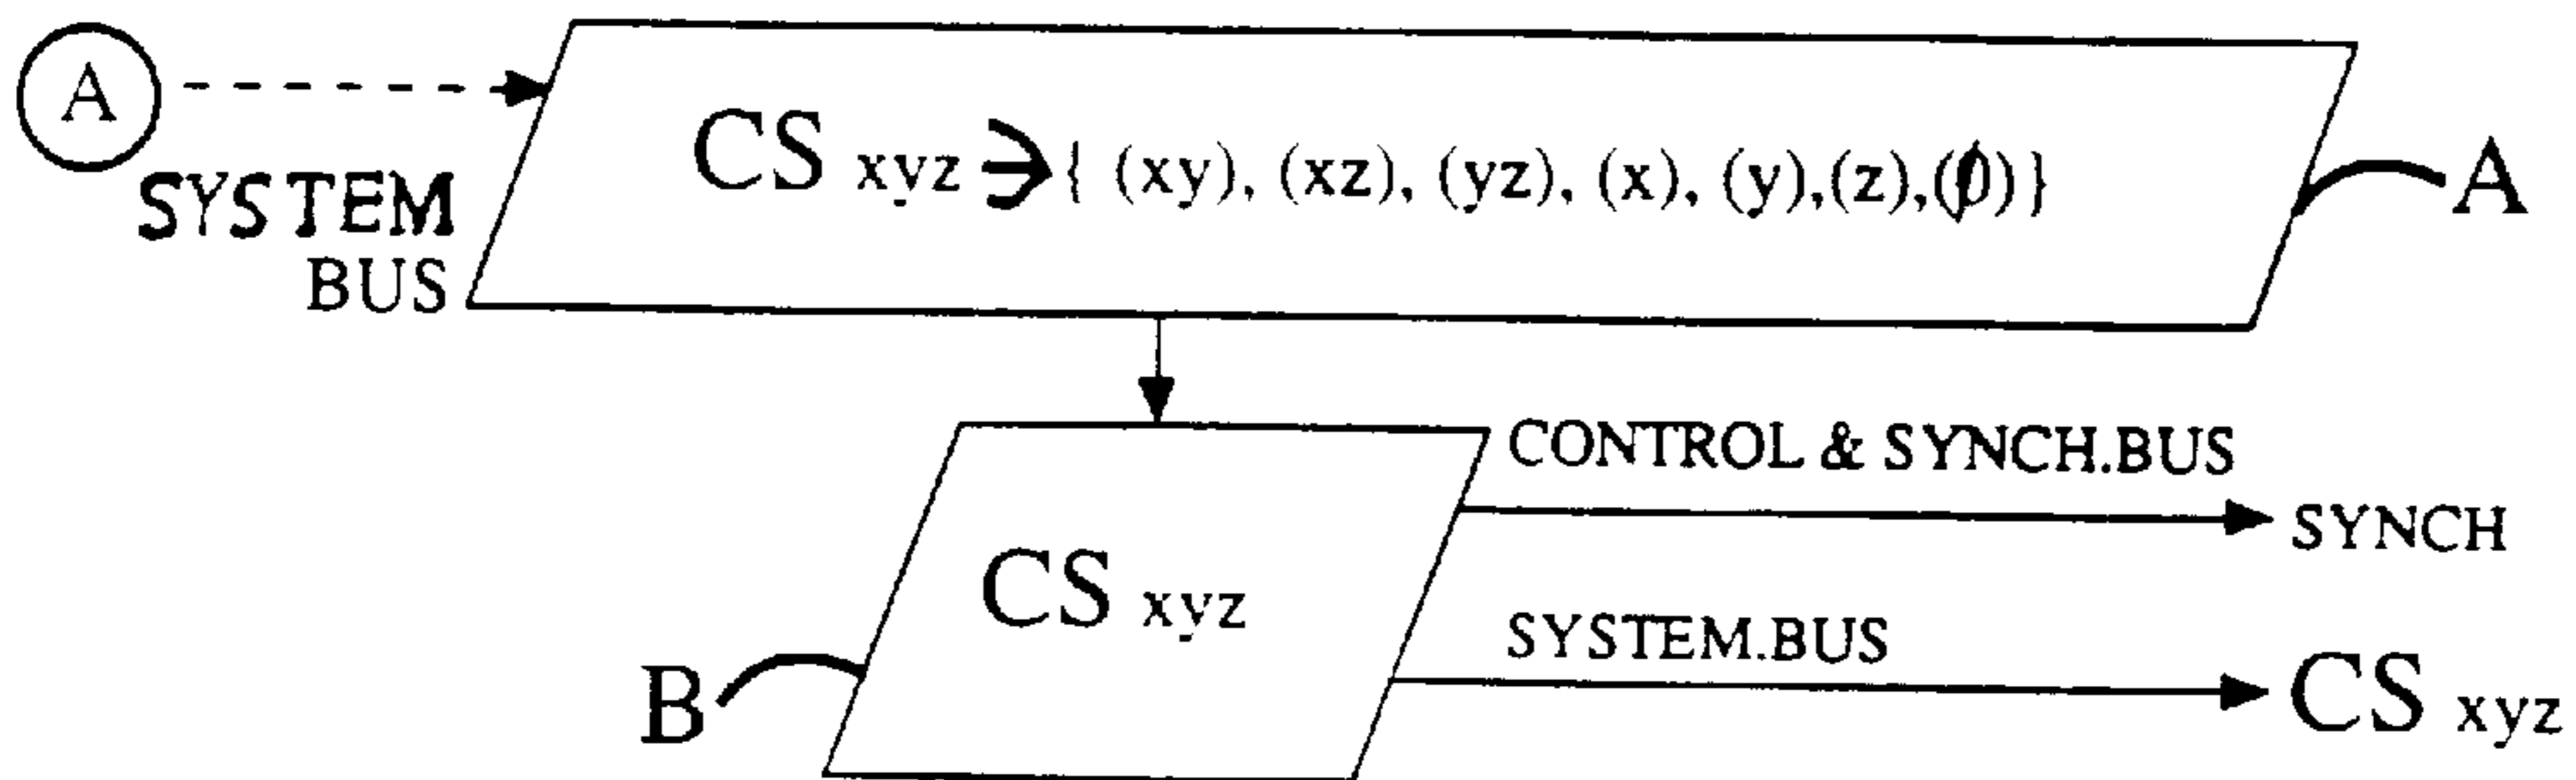 A
SYSTEM
BUS
CS xyz ∋ { (xy), (xz), (yz), (x), (y),(z),(ø)}
A
CONTROL & SYNCH.BUS
SYNCH
CS xyz
SYSTEM.BUS
B
CS xyz